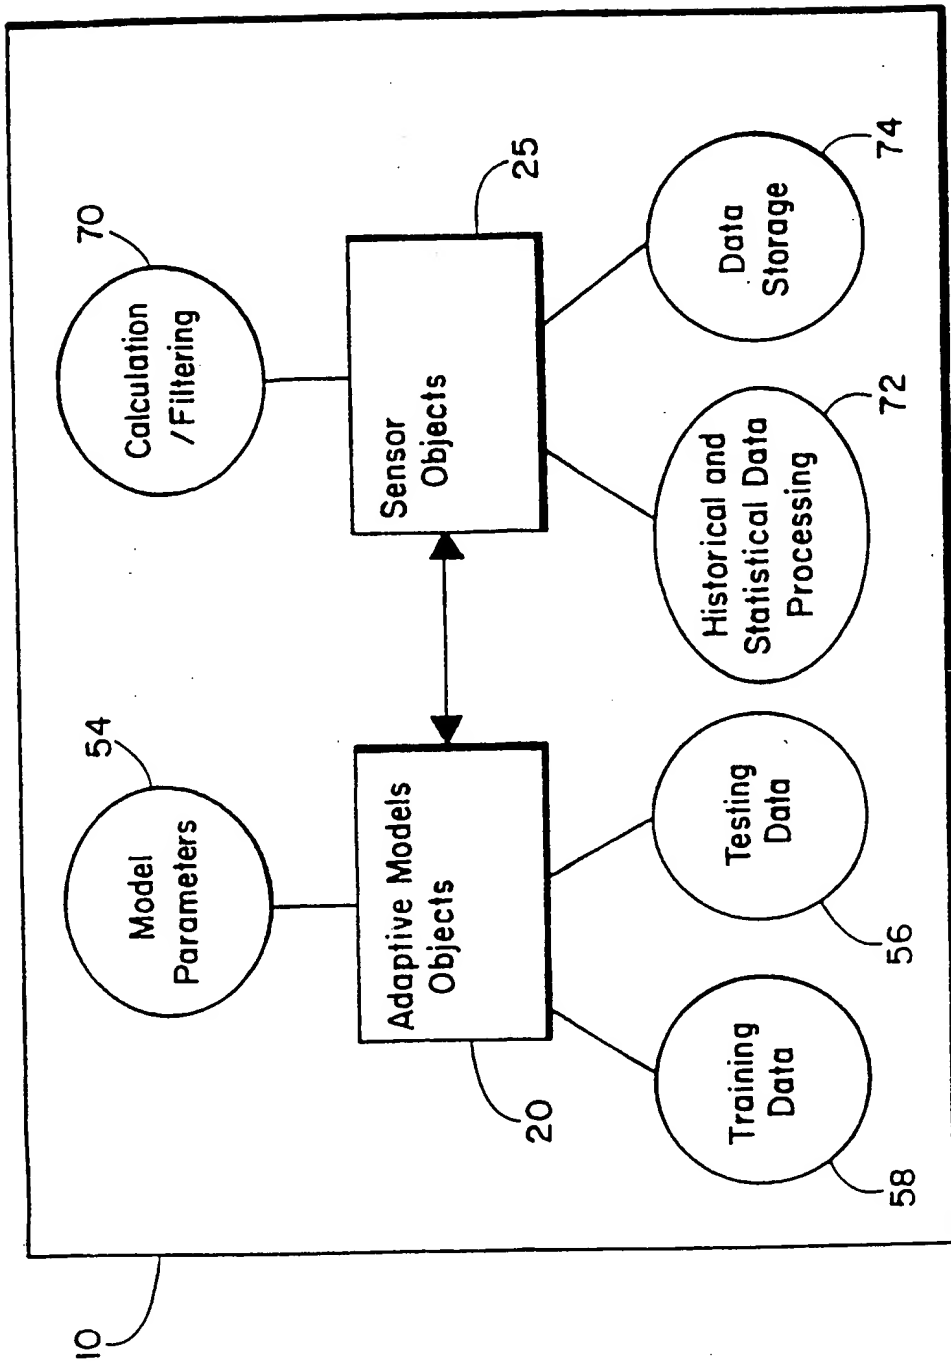 10
54
Model
Parameters
70
Calculation
/Filtering
20
Adaptive Models
Objects
Sensor
Objects
25
58
Training
Data
56
Testing
Data
Historical and
Statistical Data
Processing
72
Data
Storage
74